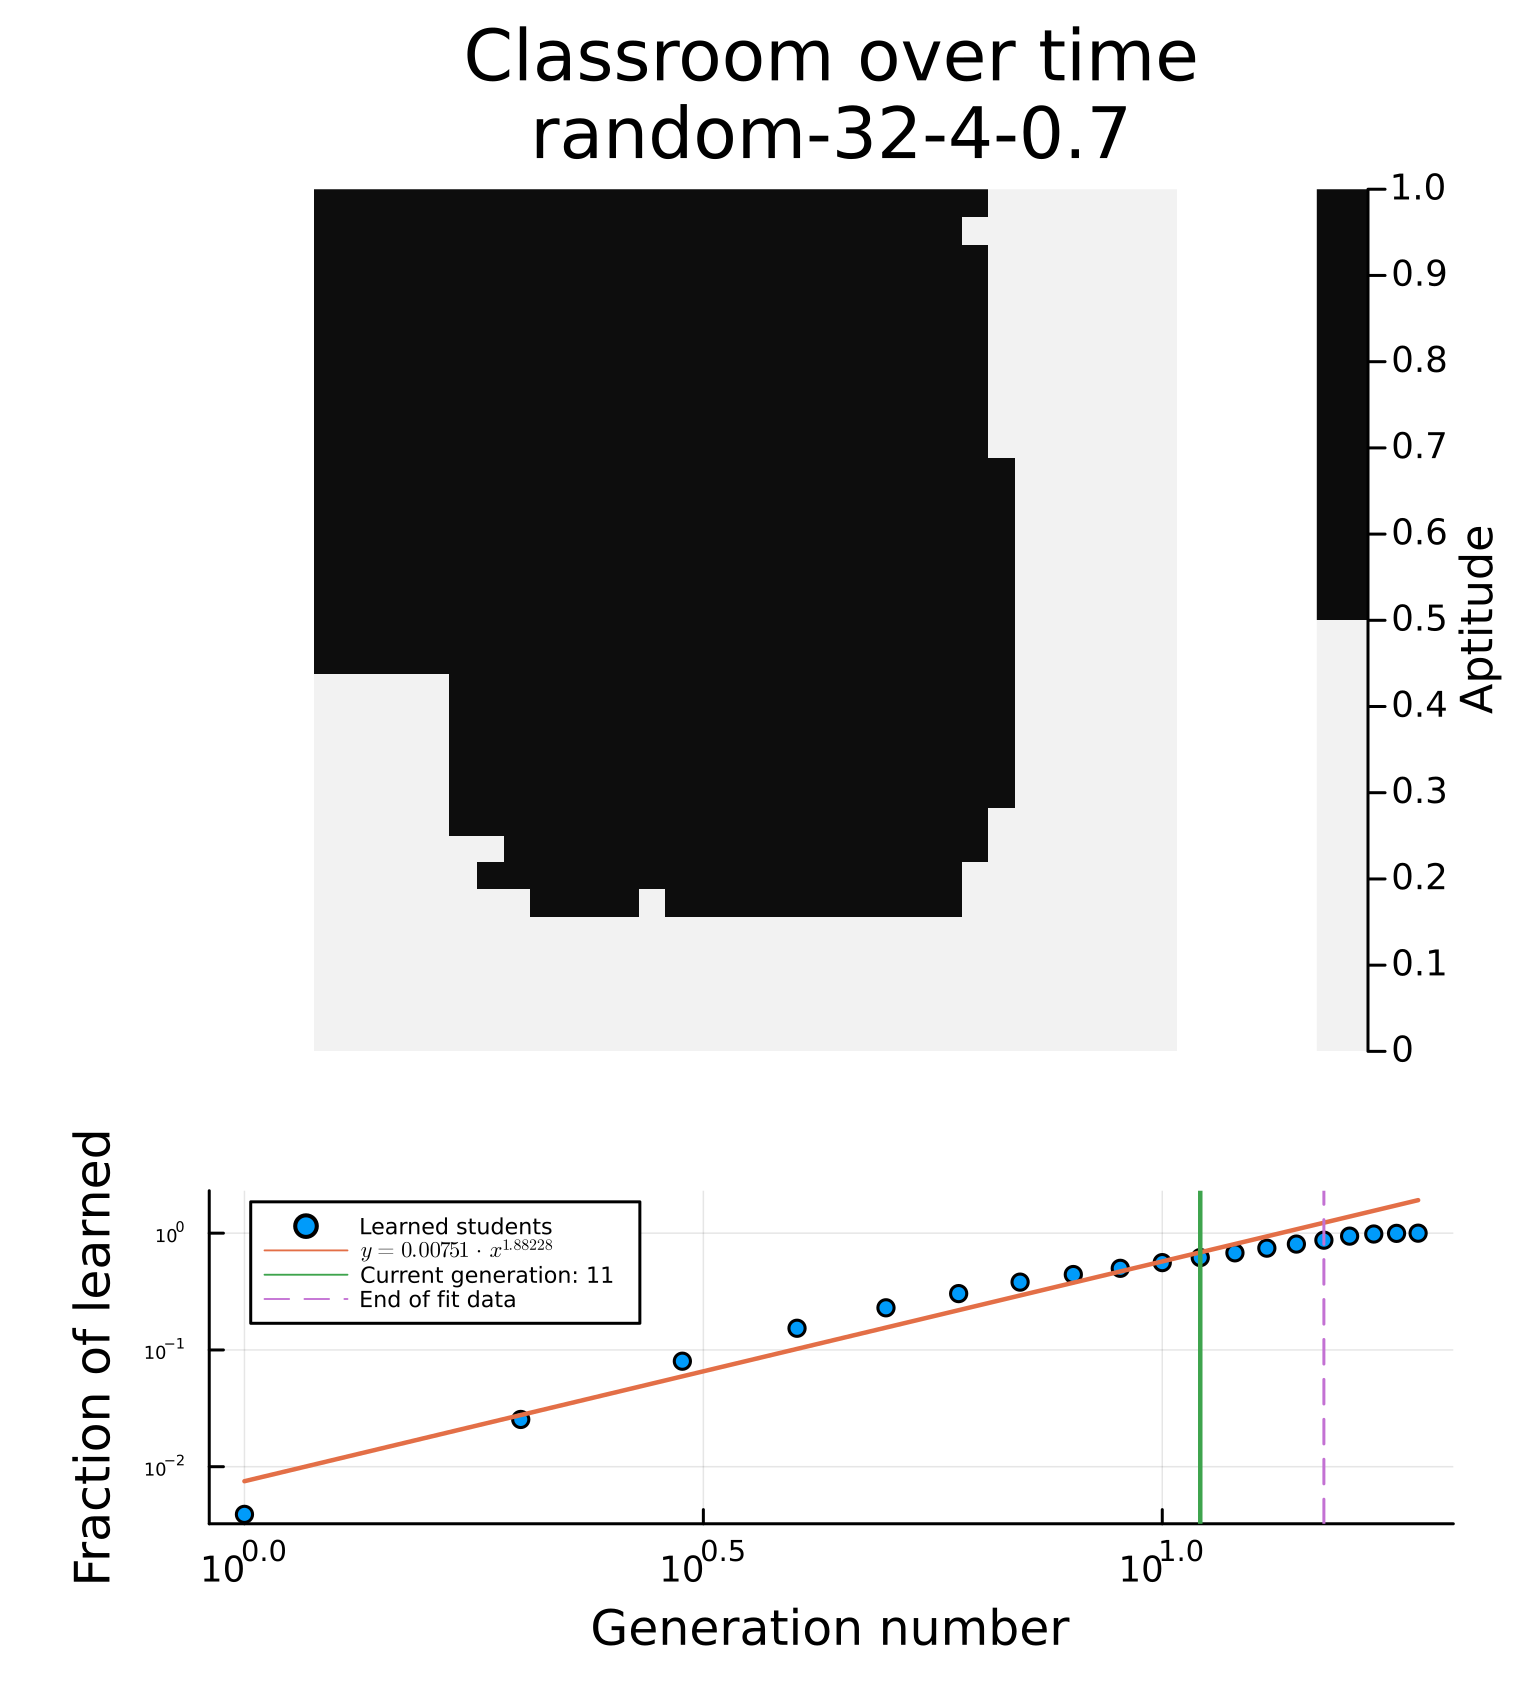 Classroom over time
random-32-4-0.7
1.0
0.9
0.8
0.7
0.6
0.5
0.4
0.3
0.2
0.1
0
Aptitude
Fraction of learned
10⁰
10⁻¹
10⁻²
Learned students
y = 0.00751 · x^1.88228
Current generation: 11
End of fit data
10^0.0
10^0.5
10^1.0
Generation number